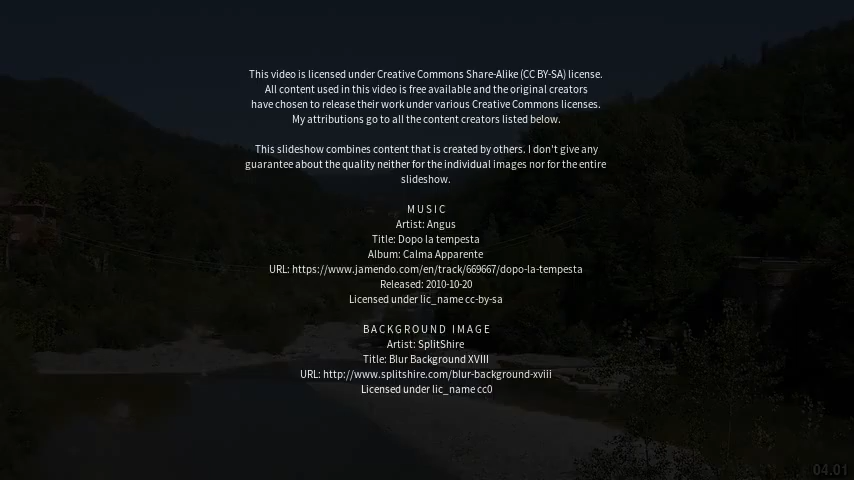 This video is licensed under Creative Commons Share-Alike (CC BY-SA) license.
All content used in this video is free available and the original creators
have chosen to release their work under various Creative Commons licenses.
My attributions go to all the content creators listed below.
This slideshow combines content that is created by others. I don't give any
guarantee about the quality neither for the individual images nor for the entire
slideshow.
MUSIC
Artist: Angus
Title: Dopo la tempesta
Album: Calma Apparente
URL: https://www.jamendo.com/en/track/669667/dopo-la-tempesta
Released: 2010-10-20
Licensed under lic_name cc-by-sa
BACKGROUND IMAGE
Artist: SplitShire
Title: Blur Background XVIII
URL: http://www.splitshire.com/blur-background-xviii
Licensed under lic_name cc0
04.01